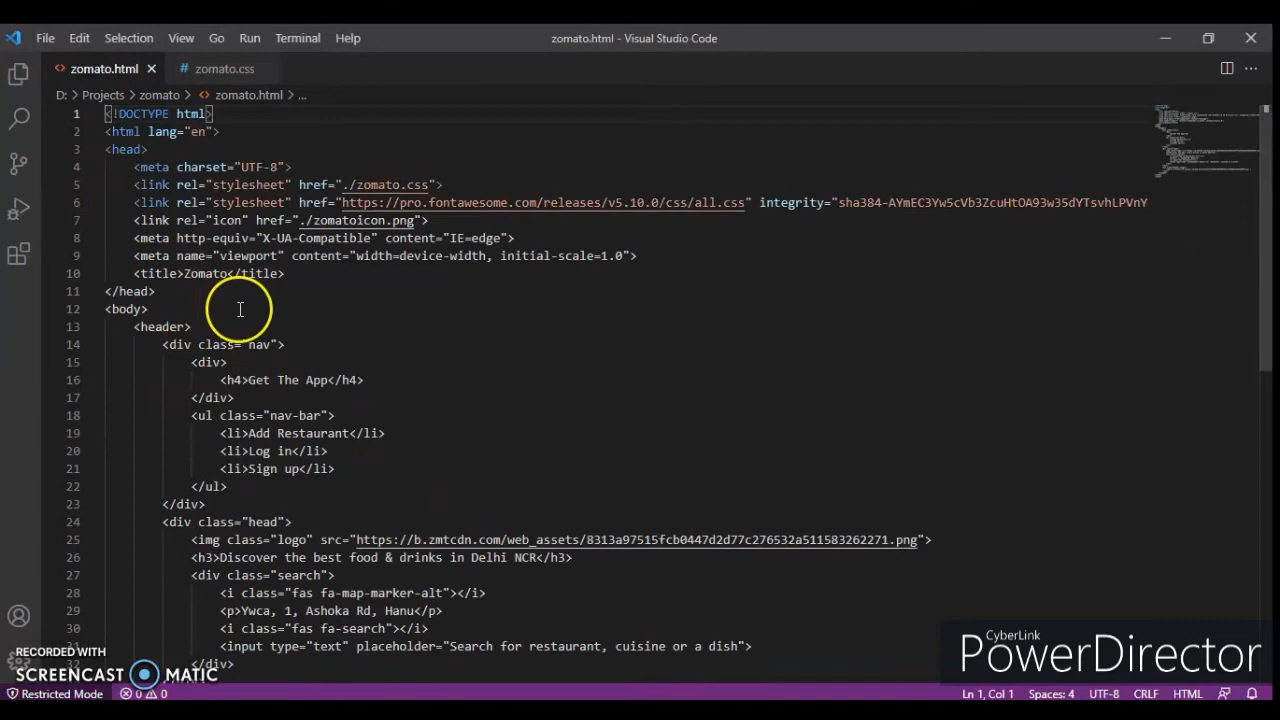 File Edit Selection View Go Run Terminal Help zomato.html - Visual Studio Code
zomato.html zomato.css
D: > Projects > zomato > zomato.html > ...
1 <!DOCTYPE html>
2 <html lang="en">
3 <head>
4 <meta charset="UTF-8">
5 <link rel="stylesheet" href="./zomato.css">
6 <link rel="stylesheet" href="https://pro.fontawesome.com/releases/v5.10.0/css/all.css" integrity="sha384-AYmEC3Yw5cVb3ZcuHtOA93w35dYTsvhLPVnY
7 <link rel="icon" href="./zomatoicon.png">
8 <meta http-equiv="X-UA-Compatible" content="IE=edge">
9 <meta name="viewport" content="width=device-width, initial-scale=1.0">
10 <title>Zomato</title>
11 </head>
12 <body>
13 <header>
14 <div class="nav">
15 <div>
16 <h4>Get The App</h4>
17 </div>
18 <ul class="nav-bar">
19 <li>Add Restaurant</li>
20 <li>Log in</li>
21 <li>Sign up</li>
22 </ul>
23 </div>
24 <div class="head">
25 <img class="logo" src="https://b.zmtcdn.com/web_assets/8313a97515fcb0447d2d77c276532a511583262271.png">
26 <h3>Discover the best food & drinks in Delhi NCR</h3>
27 <div class="search">
28 <i class="fas fa-map-marker-alt"></i>
29 <p>Ywca, 1, Ashoka Rd, Hanu</p>
30 <i class="fas fa-search"></i>
31 <input type="text" placeholder="Search for restaurant, cuisine or a dish">
32 </div>
RECORDED WITH
SCREENCAST MATIC
CyberLink
PowerDirector
Restricted Mode 0 0 Ln 1, Col 1 Spaces: 4 UTF-8 CRLF HTML